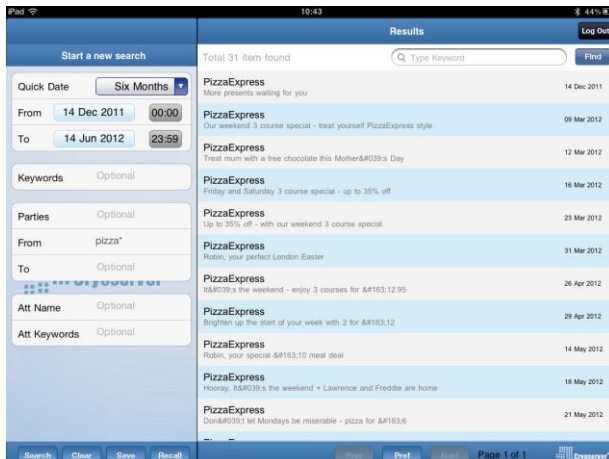 iPad
10:43
44%
Results
Log Out
Start a new search
Total 31 item found
Type Keyword
Find
Quick Date
Six Months
From
14 Dec 2011
00:00
To
14 Jun 2012
23:59
Keywords
Optional
Parties
Optional
From
pizza*
To
Optional
Cryoserver
Att Name
Optional
Att Keywords
Optional
PizzaExpress
14 Dec 2011
More presents waiting for you
PizzaExpress
09 Mar 2012
Our weekend 3 course special - treat yourself PizzaExpress style
PizzaExpress
12 Mar 2012
Treat mum with a free chocolate this Mother&#039;s Day
PizzaExpress
16 Mar 2012
Friday and Saturday 3 course special - up to 35% off
PizzaExpress
23 Mar 2012
Up to 35% off - with our weekend 3 course special
PizzaExpress
31 Mar 2012
Robin, your perfect London Easter
PizzaExpress
26 Apr 2012
It&#039;s the weekend - enjoy 3 courses for &#163;12.95
PizzaExpress
29 Apr 2012
Brighten up the start of your week with 2 for &#163;12
PizzaExpress
14 May 2012
Robin, your special &#163;10 meal deal
PizzaExpress
18 May 2012
Hooray, It&#039;s the weekend + Lawrence and Freddie are home
PizzaExpress
21 May 2012
Don&#039;t let Mondays be miserable - pizza for &#163;6
Search
Clear
Save
Recall
Prev
Pref
Next
Page 1 of 1
Cryoserver